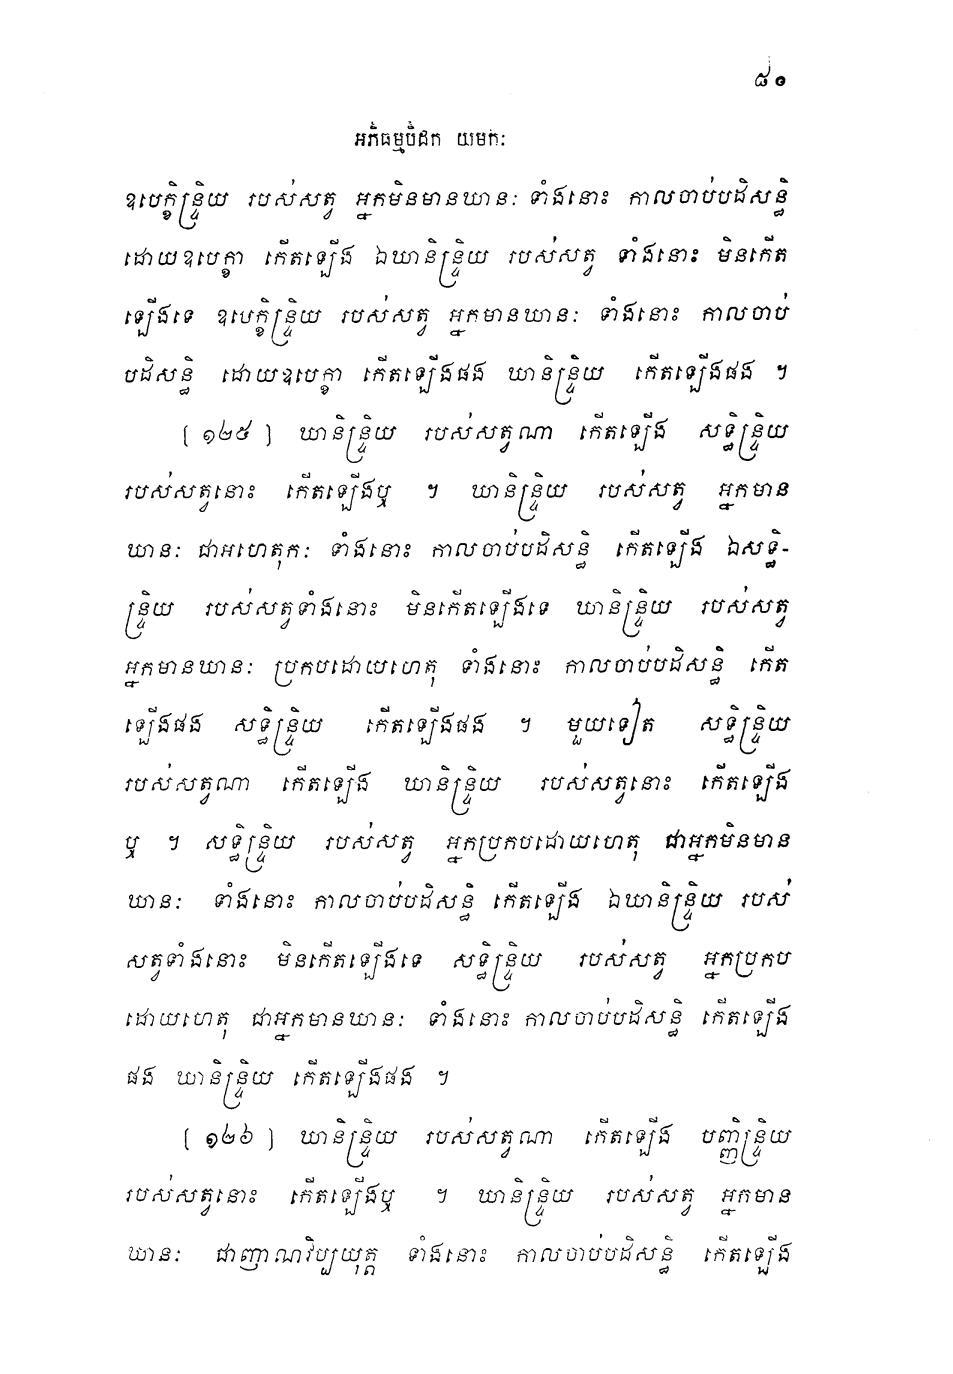 ៨០
អភិធម្មបិដក យមកៈ
ឧបេក្ខិន្ទ្រិយ របស់សត្វ អ្នកមិនមានឃានៈ ទាំងនោះ កាលចាប់បដិសន្ធិ
ដោយឧបេក្ខា កើតឡើង ឯឃានិន្ទ្រិយ របស់សត្វ ទាំងនោះ មិនកើត
ឡើងទេ ឧបេក្ខិន្ទ្រិយ របស់សត្វ អ្នកមានឃានៈ ទាំងនោះ កាលចាប់
បដិសន្ធិ ដោយឧបេក្ខា កើតឡើងផង ឃានិន្ទ្រិយ កើតឡើងផង ។
[ ១២៥ ] ឃានិន្ទ្រិយ របស់សត្វណា កើតឡើង សទ្ធិន្ទ្រិយ
របស់សត្វនោះ កើតឡើងឬ ។ ឃានិន្ទ្រិយ របស់សត្វ អ្នកមាន
ឃានៈ ជាអហេតុកៈ ទាំងនោះ កាលចាប់បដិសន្ធិ កើតឡើង ឯសទ្ធិ-
ន្ទ្រិយ របស់សត្វទាំងនោះ មិនកើតឡើងទេ ឃានិន្ទ្រិយ របស់សត្វ
អ្នកមានឃានៈ ប្រកបដោយហេតុ ទាំងនោះ កាលចាប់បដិសន្ធិ កើត
ឡើងផង សទ្ធិន្ទ្រិយ កើតឡើងផង ។ មួយទៀត សទ្ធិន្ទ្រិយ
របស់សត្វណា កើតឡើង ឃានិន្ទ្រិយ របស់សត្វនោះ កើតឡើង
ឬ ។ សទ្ធិន្ទ្រិយ របស់សត្វ អ្នកប្រកបដោយហេតុ ជាអ្នកមិនមាន
ឃានៈ ទាំងនោះ កាលចាប់បដិសន្ធិ កើតឡើង ឯឃានិន្ទ្រិយ របស់
សត្វទាំងនោះ មិនកើតឡើងទេ សទ្ធិន្ទ្រិយ របស់សត្វ អ្នកប្រកប
ដោយហេតុ ជាអ្នកមានឃានៈ ទាំងនោះ កាលចាប់បដិសន្ធិ កើតឡើង
ផង ឃានិន្ទ្រិយ កើតឡើងផង ។
[ ១២៦ ] ឃានិន្ទ្រិយ របស់សត្វណា កើតឡើង បញ្ញិន្ទ្រិយ
របស់សត្វនោះ កើតឡើងឬ ។ ឃានិន្ទ្រិយ របស់សត្វ អ្នកមាន
ឃានៈ ជាញាណវិប្បយុត្ត ទាំងនោះ កាលចាប់បដិសន្ធិ កើតឡើង